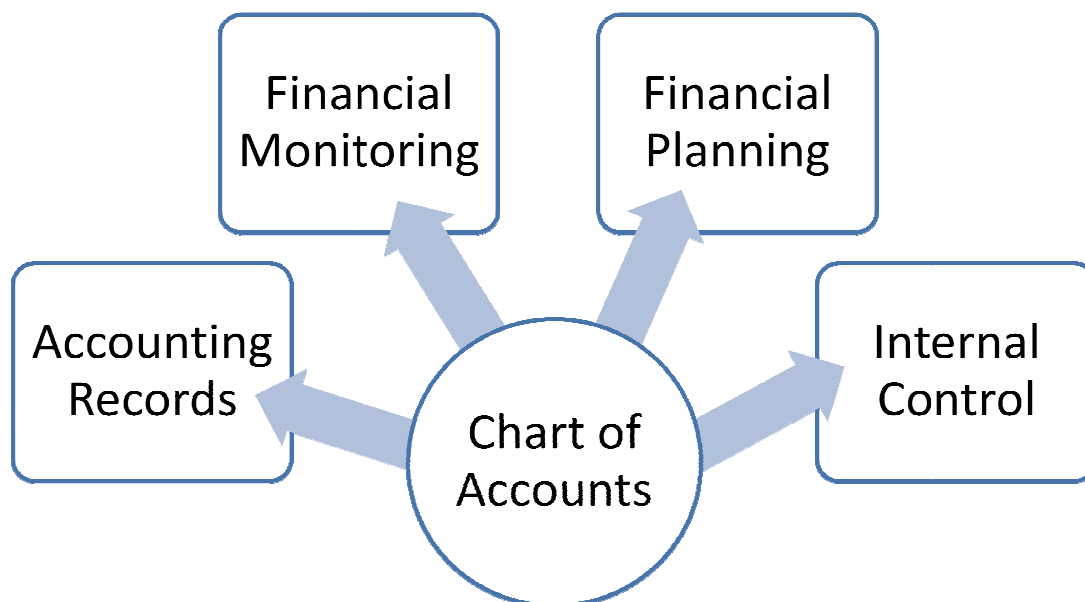 Financial
Monitoring
Financial
Planning
Accounting
Records
Internal
Control
Chart of
Accounts